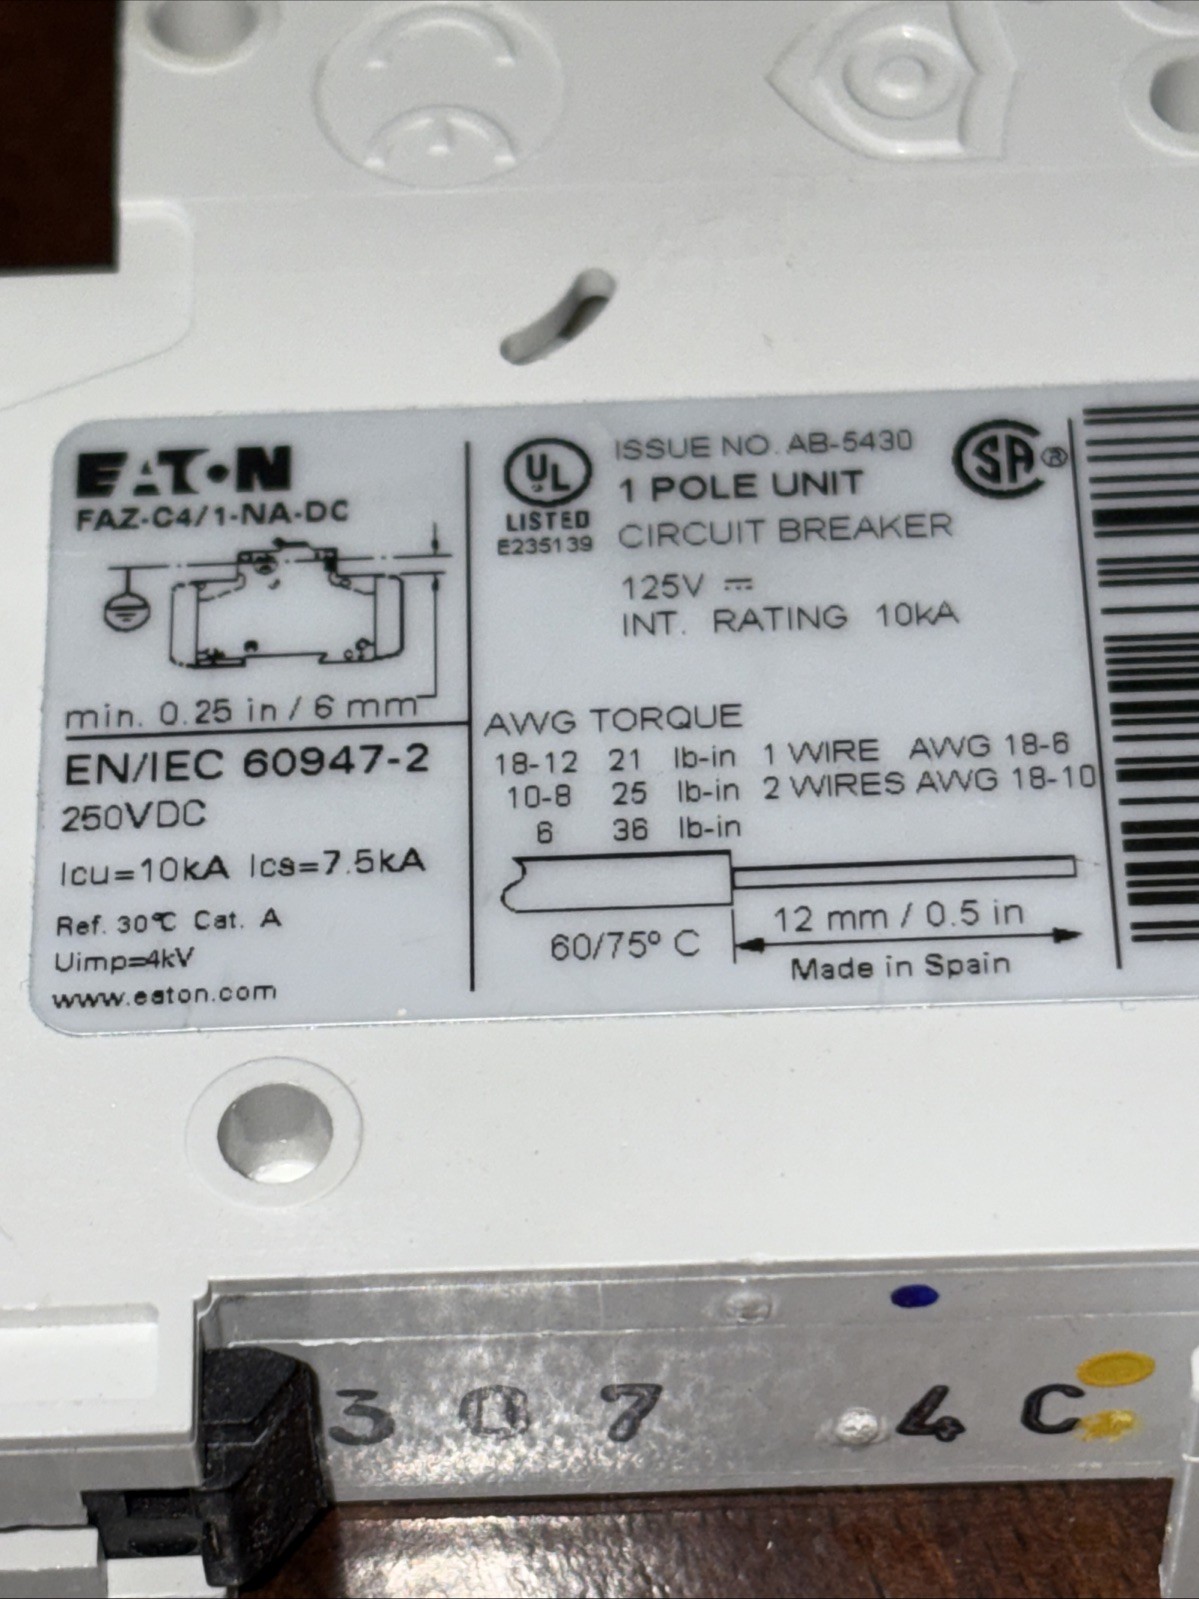 EATON
FAZ-C4/1-NA-DC
min. 0.25 in / 6 mm
EN/IEC 60947-2
250VDC
Icu=10kA Ics=7.5kA
Ref. 30°C Cat. A
Uimp=4kV
www.eaton.com
UL
LISTED
E235139
ISSUE NO. AB-5430
1 POLE UNIT
CIRCUIT BREAKER
125V ⎓
INT. RATING 10kA
SA ®
AWG TORQUE
18-12 21 lb-in 1 WIRE AWG 18-6
10-8 25 lb-in 2 WIRES AWG 18-10
6 36 lb-in
12 mm / 0.5 in
60/75º C
Made in Spain
3 7 4 C